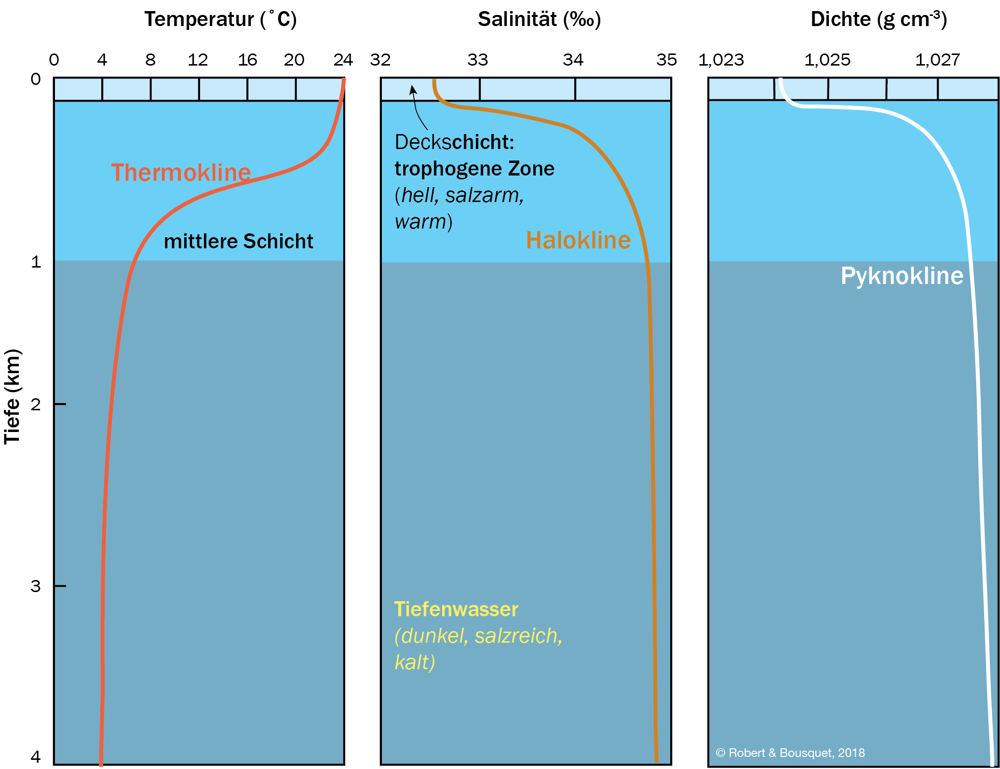 Temperatur (˚C)
Salinität (‰)
Dichte (g cm-3)
0 4 8 12 16 20 24
32 33 34 35
1,023 1,025 1,027
Tiefe (km)
0
1
2
3
4
Thermokline
mittlere Schicht
Deckschicht:
trophogene Zone
(hell, salzarm,
warm)
Halokline
Tiefenwasser
(dunkel, salzreich,
kalt)
Pyknokline
© Robert & Bousquet, 2018